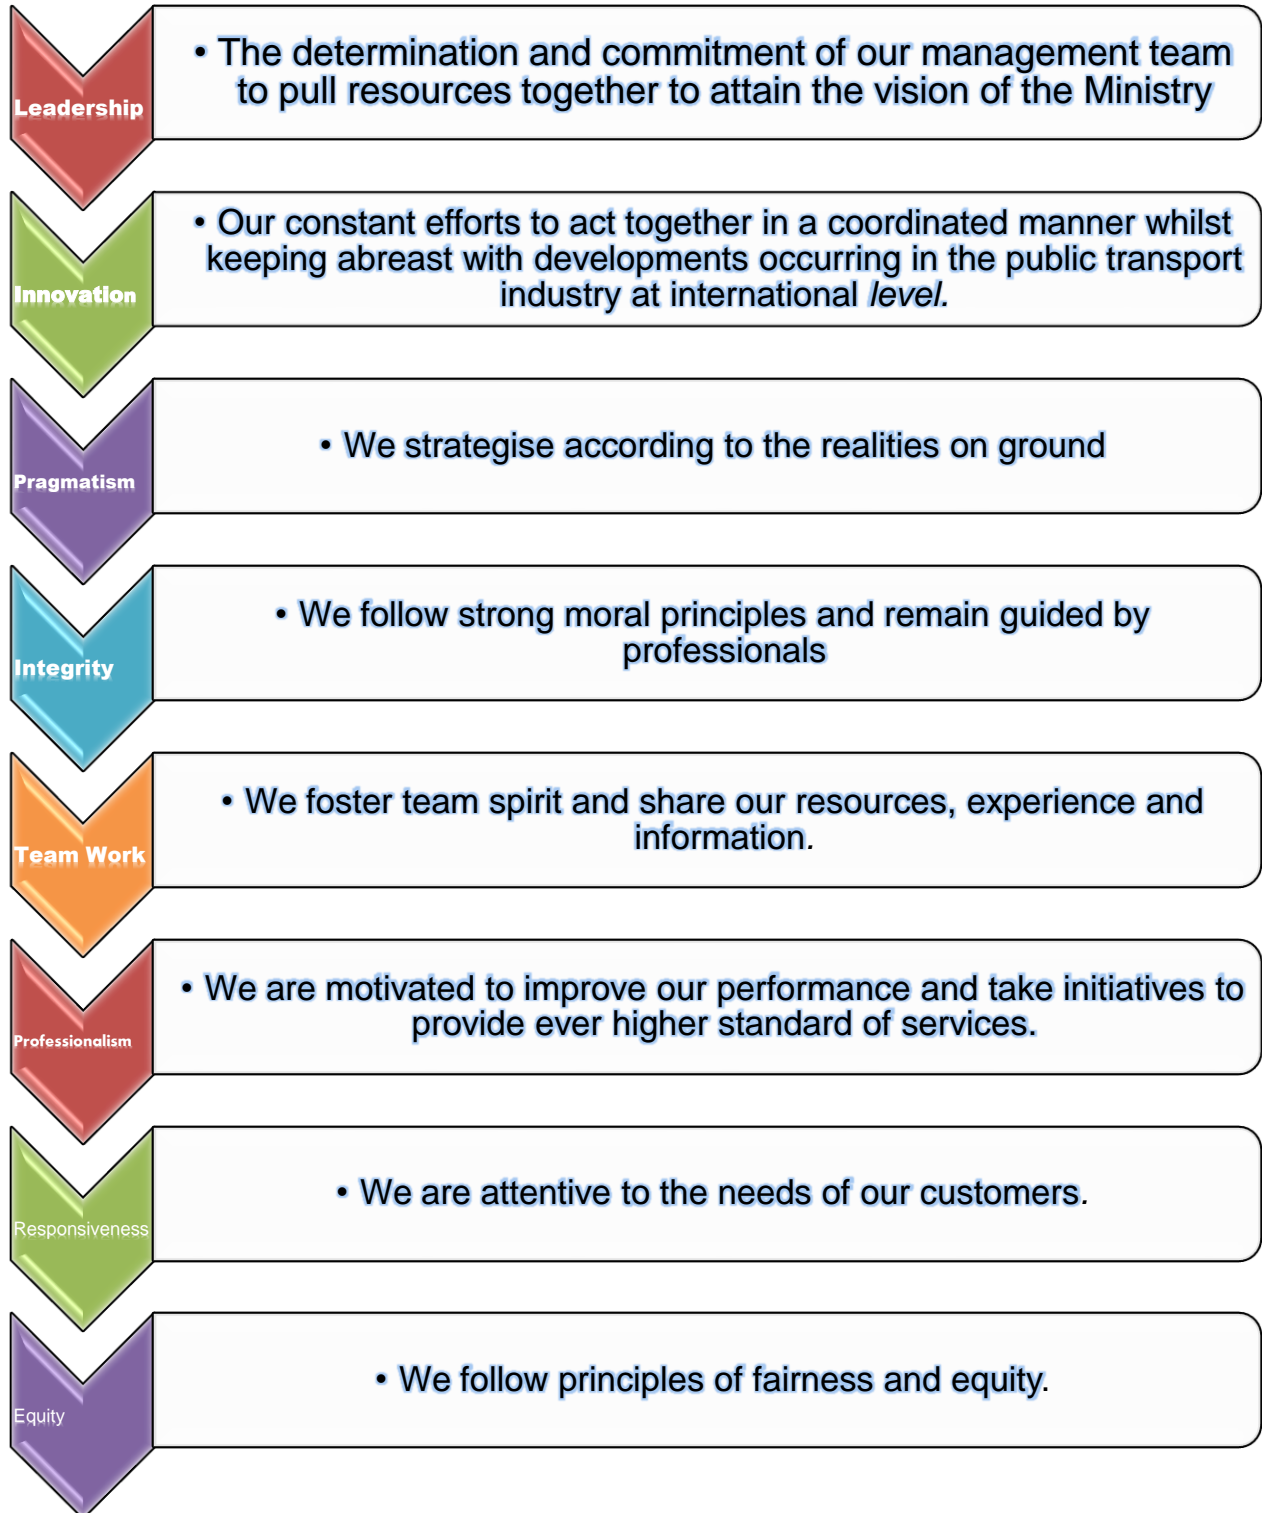 Leadership
• The determination and commitment of our management team
to pull resources together to attain the vision of the Ministry
Innovation
• Our constant efforts to act together in a coordinated manner whilst
keeping abreast with developments occurring in the public transport
industry at international level.
Pragmatism
• We strategise according to the realities on ground
Integrity
• We follow strong moral principles and remain guided by
professionals
Team Work
• We foster team spirit and share our resources, experience and
information.
Professionalism
• We are motivated to improve our performance and take initiatives to
provide ever higher standard of services.
Responsiveness
• We are attentive to the needs of our customers.
Equity
• We follow principles of fairness and equity.